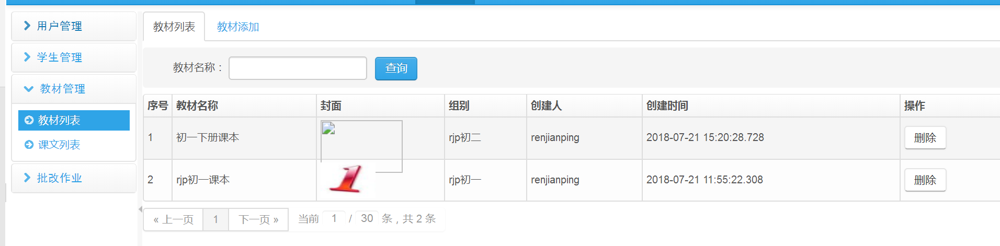 用户管理
学生管理
教材管理
教材列表
课文列表
批改作业
教材列表 教材添加
教材名称： 查询
序号 教材名称 封面 组别 创建人 创建时间 操作
1 初一下册课本 rjp初二 renjianping 2018-07-21 15:20:28.728 删除
2 rjp初一课本 1 rjp初一 renjianping 2018-07-21 11:55:22.308 删除
« 上一页 1 下一页 » 当前 1 / 30 条，共 2 条